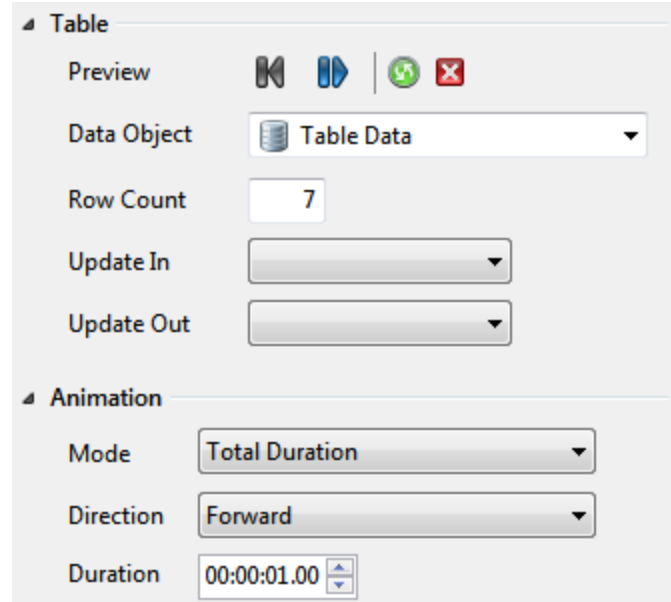 Table
Preview
Data Object Table Data
Row Count 7
Update In
Update Out
Animation
Mode Total Duration
Direction Forward
Duration 00:00:01.00